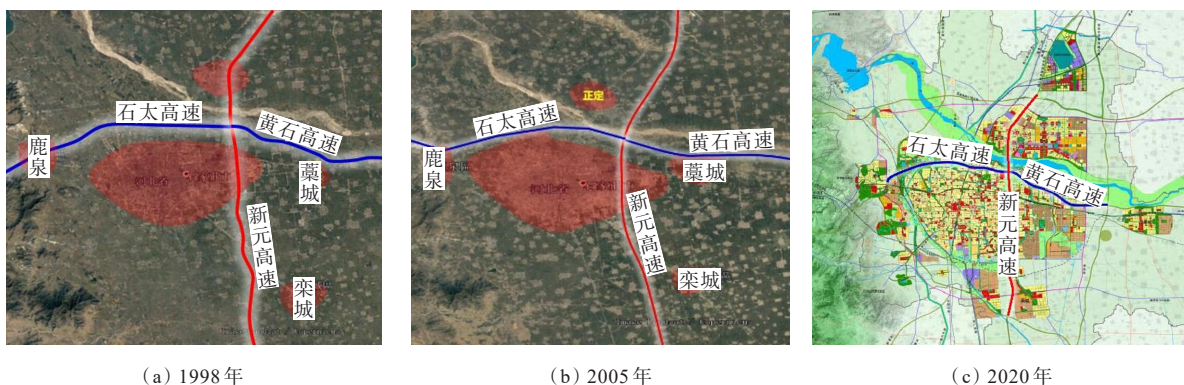 石太高速
黄石高速
鹿泉
藁城
新元高速
栾城
(a) 1998年
正定
石太高速
黄石高速
鹿泉
藁城
新元高速
栾城
(b) 2005年
石太高速
黄石高速
新元高速
(c) 2020年